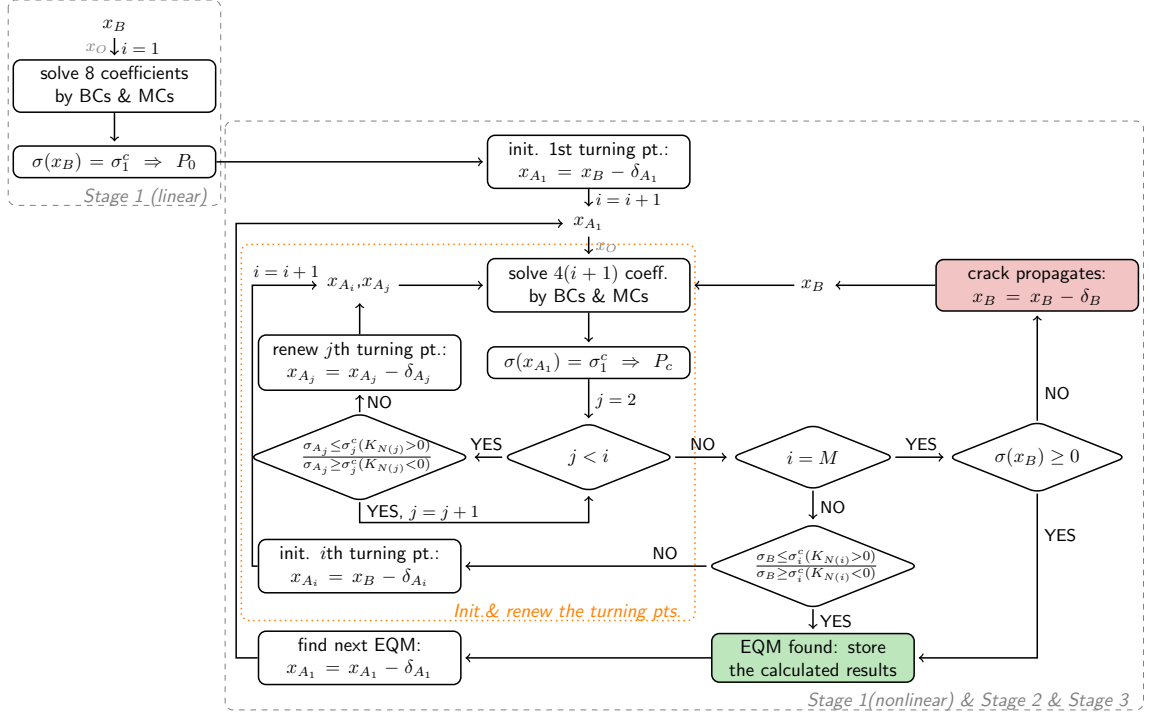 x_B
x_O i = 1
solve 8 coefficients
by BCs & MCs
σ(x_B) = σ_1^c ⇒ P_0
Stage 1 (linear)
init. 1st turning pt.:
x_{A_1} = x_B − δ_{A_1}
i = i + 1
x_{A_1}
x_O
i = i + 1
x_{A_i},x_{A_j}
solve 4(i + 1) coeff.
by BCs & MCs
x_B
crack propagates:
x_B = x_B − δ_B
renew jth turning pt.:
x_{A_j} = x_{A_j} − δ_{A_j}
σ(x_{A_1}) = σ_1^c ⇒ P_c
NO
j = 2
NO
σ_{A_j} ≤ σ_j^c (K_{N(j)} > 0)
σ_{A_j} ≥ σ_j^c (K_{N(j)} < 0)
YES
j < i
NO
i = M
YES
σ(x_B) ≥ 0
YES, j = j + 1
NO
YES
init. ith turning pt.:
x_{A_i} = x_B − δ_{A_i}
NO
σ_B ≤ σ_i^c (K_{N(i)} > 0)
σ_B ≥ σ_i^c (K_{N(i)} < 0)
Init.& renew the turning pts.
YES
find next EQM:
x_{A_1} = x_{A_1} − δ_{A_1}
EQM found: store
the calculated results
Stage 1(nonlinear) & Stage 2 & Stage 3